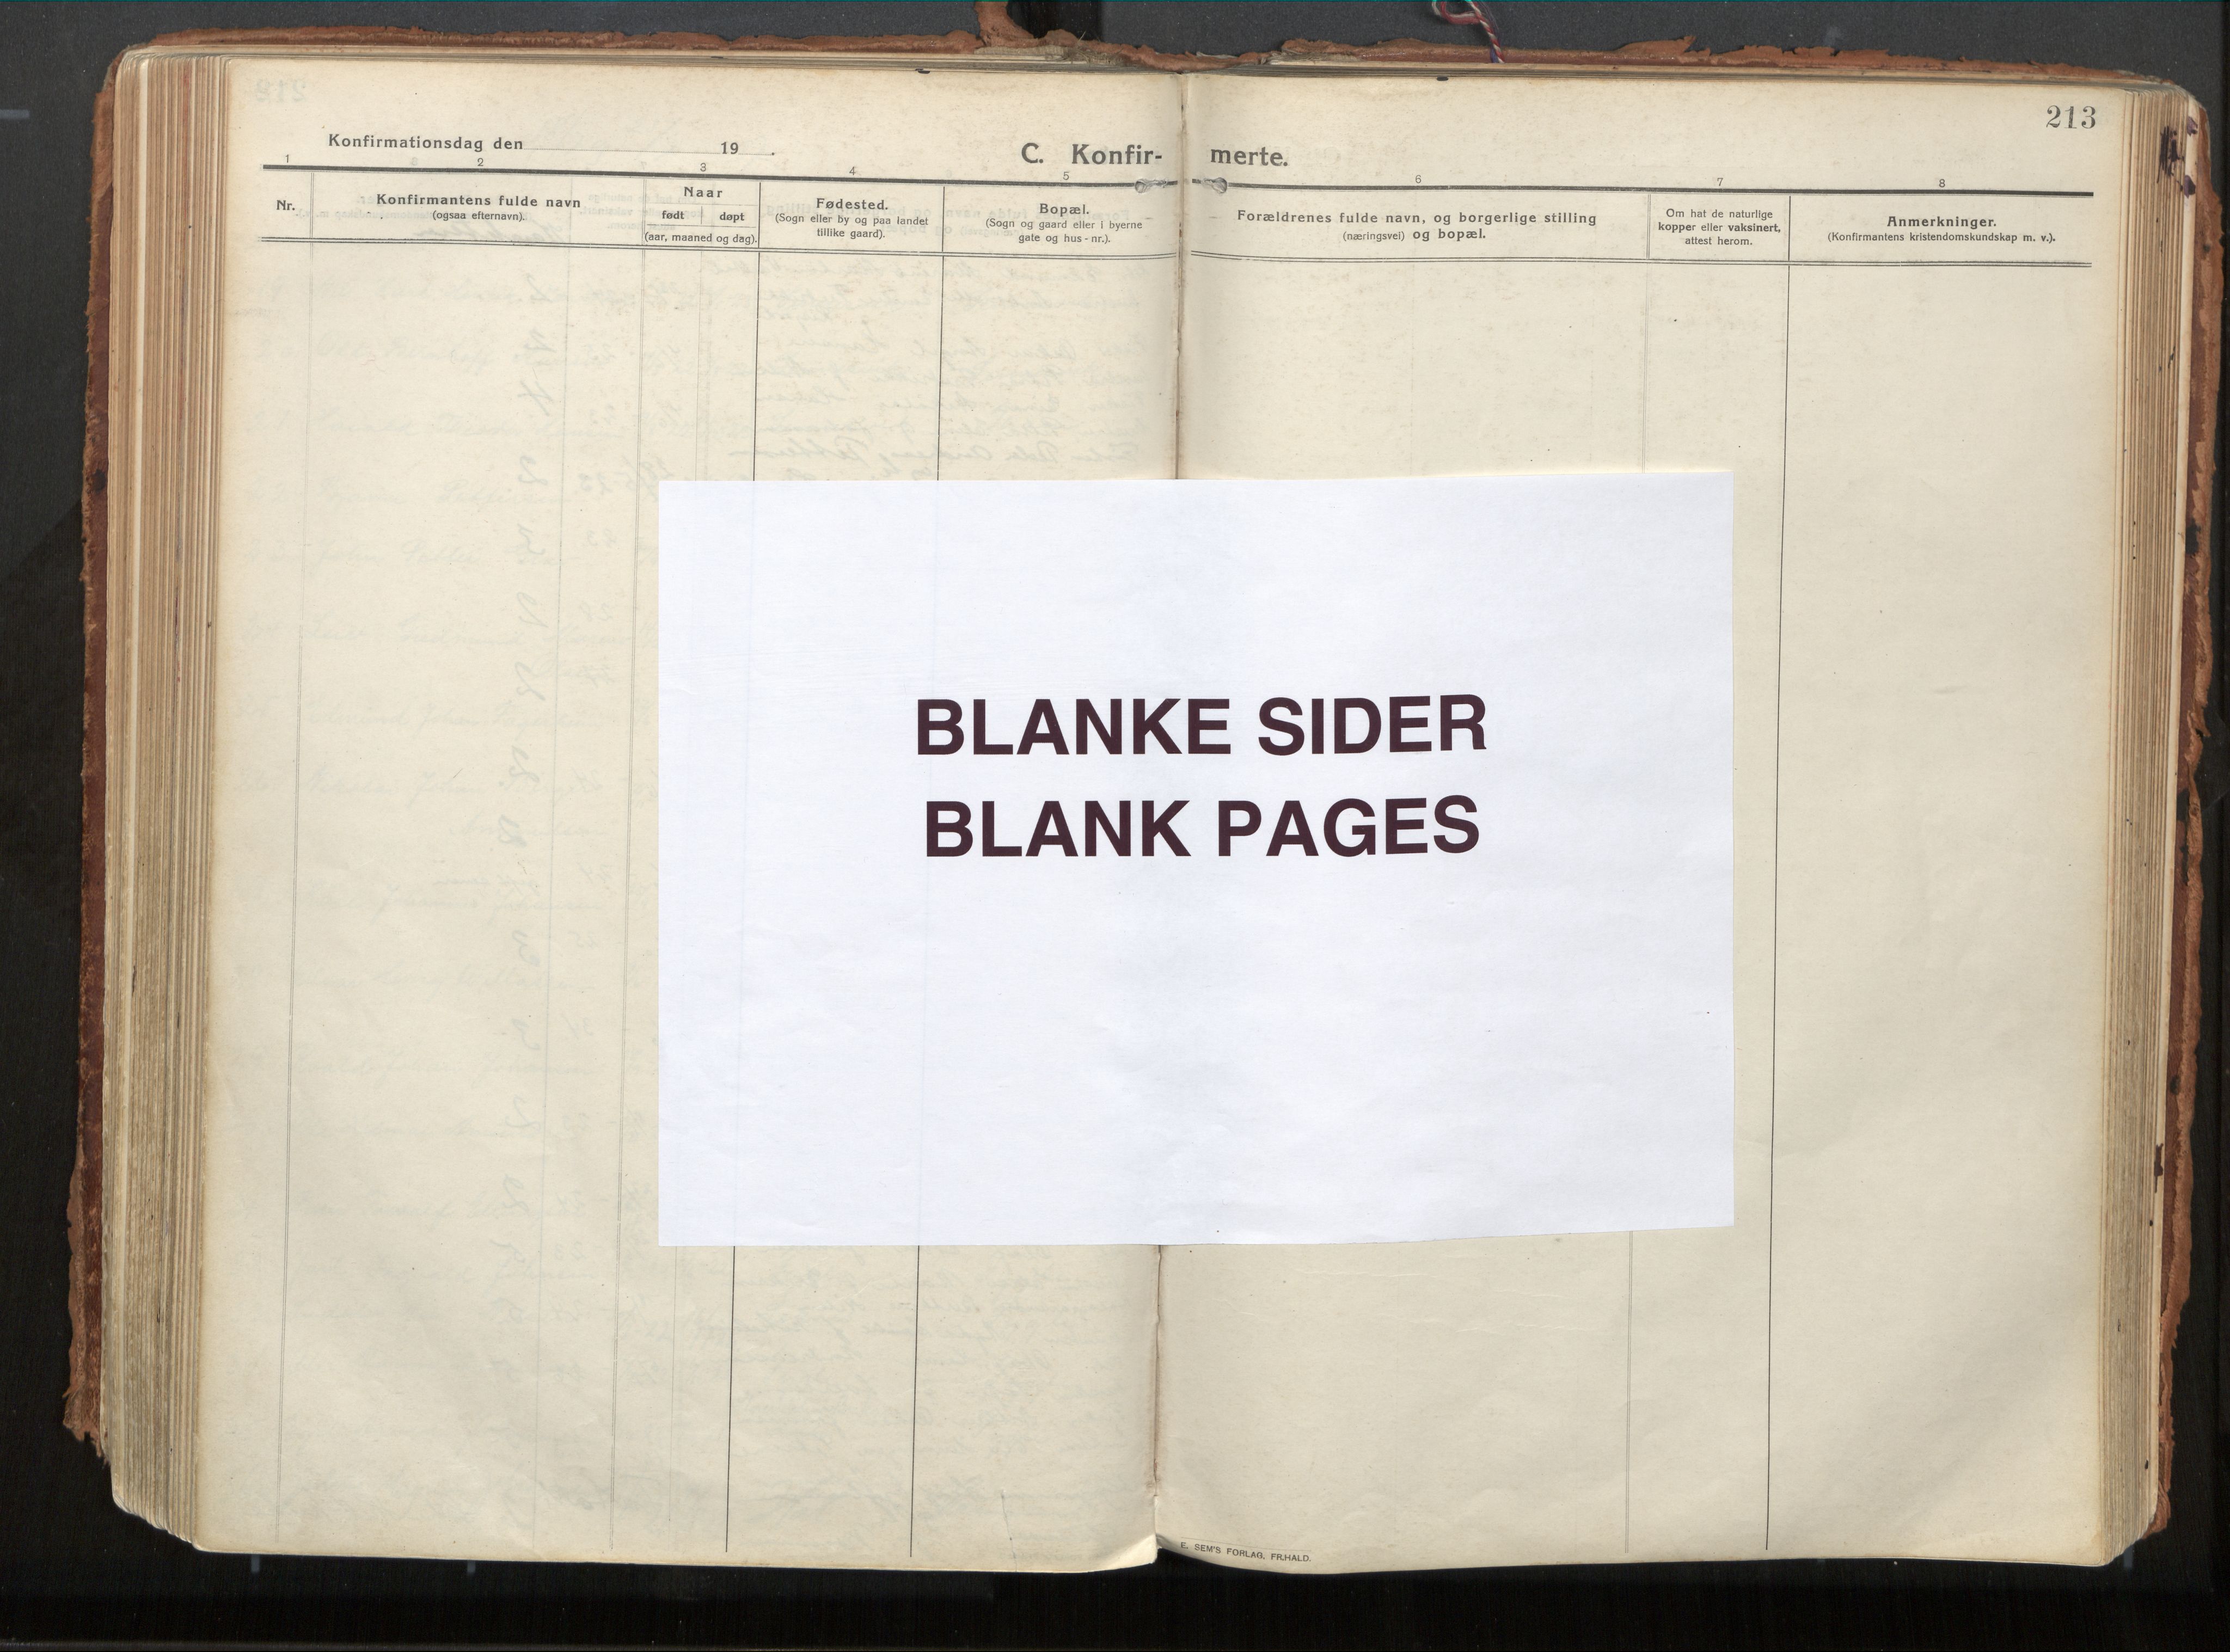 213
Konfirmationsdag den 19 .
C. Konfir- merte.
1 2 3 4 5 6 7 8
Nr.
Konfirmantens fulde navn
(ogsaa efternavn).
Naar
født døpt
(aar, maaned og dag).
Fødested.
(Sogn eller by og paa landet
tillike gaard).
Bopæl.
(Sogn og gaard eller i byerne
gate og hus - nr.).
Forældrenes fulde navn, og borgerlige stilling
(næringsvei) og bopæl.
Om hat de naturlige
kopper eller vaksinert,
attest herom.
Anmerkninger.
(Konfirmantens kristendomskundskap m. v.).
BLANKE SIDER
BLANK PAGES
E. SEM'S FORLAG, FR.HALD.